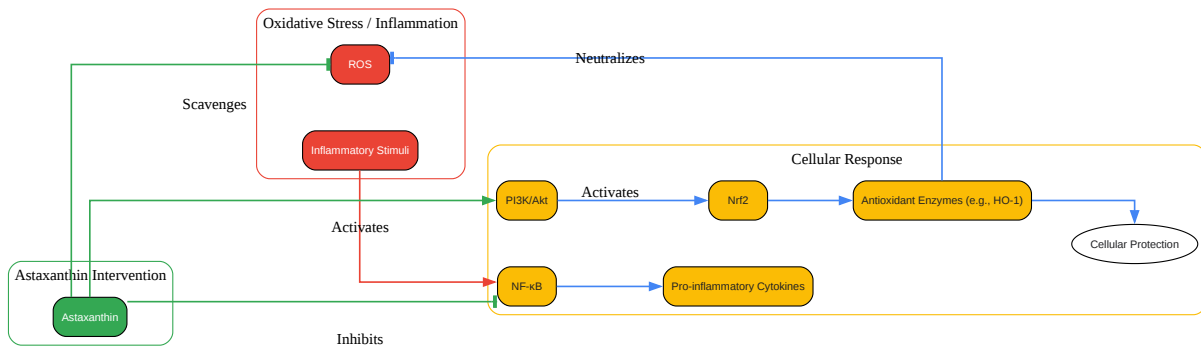 Oxidative Stress / Inflammation
ROS
Neutralizes
Scavenges
Inflammatory Stimuli
Cellular Response
PI3K/Akt
Activates
Nrf2
Antioxidant Enzymes (e.g., HO-1)
Activates
Cellular Protection
Astaxanthin Intervention
NF-κB
Pro-inflammatory Cytokines
Astaxanthin
Inhibits